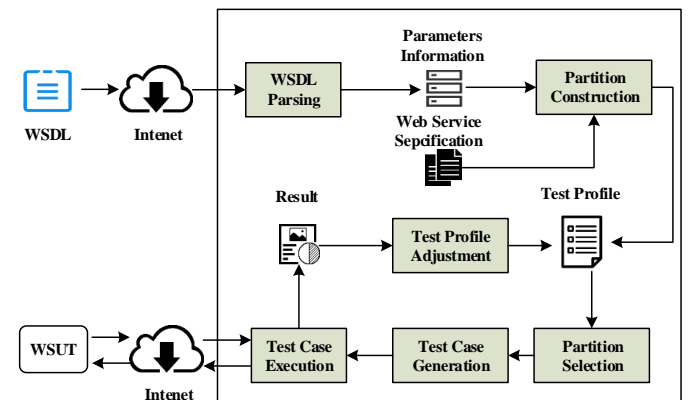 Parameters
Information
WSDL
Parsing
Partition
Construction
WSDL
Intenet
Web Service
Sepcification
Result
Test Profile
Test Profile
Adjustment
WSUT
Test Case
Execution
Test Case
Generation
Partition
Selection
Intenet